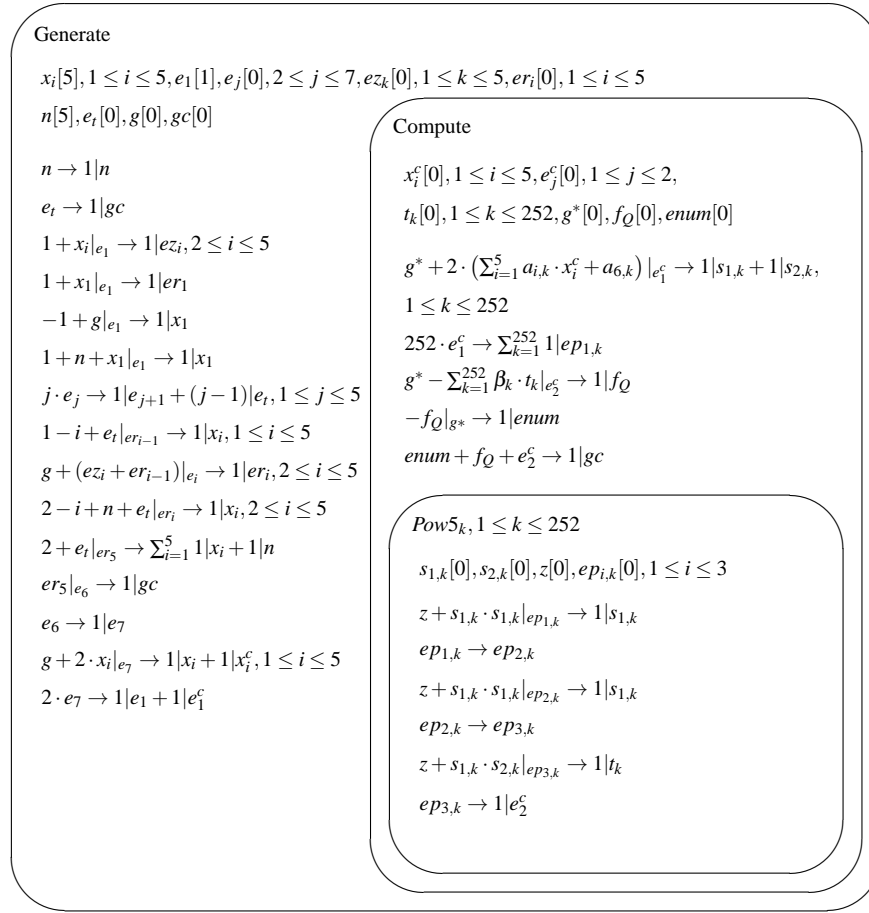 Generate
x_i[5], 1 ≤ i ≤ 5, e_1[1], e_j[0], 2 ≤ j ≤ 7, ez_k[0], 1 ≤ k ≤ 5, er_i[0], 1 ≤ i ≤ 5
n[5], e_t[0], g[0], gc[0]
n → 1|n
e_t → 1|gc
1 + x_i|_{e_1} → 1|ez_i, 2 ≤ i ≤ 5
1 + x_1|_{e_1} → 1|er_1
−1 + g|_{e_1} → 1|x_1
1 + n + x_1|_{e_1} → 1|x_1
j · e_j → 1|e_{j+1} + (j − 1)|e_t, 1 ≤ j ≤ 5
1 − i + e_t|_{er_{i−1}} → 1|x_i, 1 ≤ i ≤ 5
g + (ez_i + er_{i−1})|_{e_i} → 1|er_i, 2 ≤ i ≤ 5
2 − i + n + e_t|_{er_i} → 1|x_i, 2 ≤ i ≤ 5
2 + e_t|_{er_5} → ∑_{i=1}^{5} 1|x_i + 1|n
er_5|_{e_6} → 1|gc
e_6 → 1|e_7
g + 2 · x_i|_{e_7} → 1|x_i + 1|x_i^c, 1 ≤ i ≤ 5
2 · e_7 → 1|e_1 + 1|e_1^c
Compute
x_i^c[0], 1 ≤ i ≤ 5, e_j^c[0], 1 ≤ j ≤ 2,
t_k[0], 1 ≤ k ≤ 252, g^*[0], f_Q[0], enum[0]
g^* + 2 · (∑_{i=1}^{5} a_{i,k} · x_i^c + a_{6,k})|_{e_1^c} → 1|s_{1,k} + 1|s_{2,k},
1 ≤ k ≤ 252
252 · e_1^c → ∑_{k=1}^{252} 1|ep_{1,k}
g^* − ∑_{k=1}^{252} β_k · t_k|_{e_2^c} → 1|f_Q
−f_Q|_{g^*} → 1|enum
enum + f_Q + e_2^c → 1|gc
Pow5_k, 1 ≤ k ≤ 252
s_{1,k}[0], s_{2,k}[0], z[0], ep_{i,k}[0], 1 ≤ i ≤ 3
z + s_{1,k} · s_{1,k}|_{ep_{1,k}} → 1|s_{1,k}
ep_{1,k} → ep_{2,k}
z + s_{1,k} · s_{1,k}|_{ep_{2,k}} → 1|s_{1,k}
ep_{2,k} → ep_{3,k}
z + s_{1,k} · s_{2,k}|_{ep_{3,k}} → 1|t_k
ep_{3,k} → 1|e_2^c